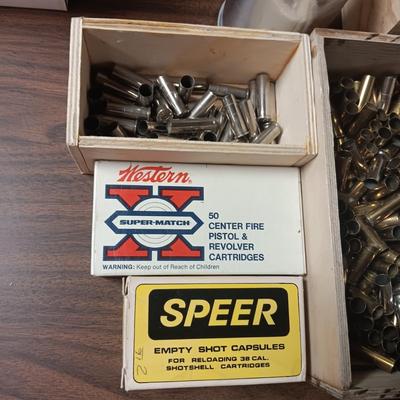 Western
SUPER-MATCH
X
50
CENTER FIRE
PISTOL &
REVOLVER
CARTRIDGES
WARNING: Keep out of Reach of Children
SPEER
EMPTY SHOT CAPSULES
FOR RELOADING 38 CAL.
SHOTSHELL CARTRIDGES